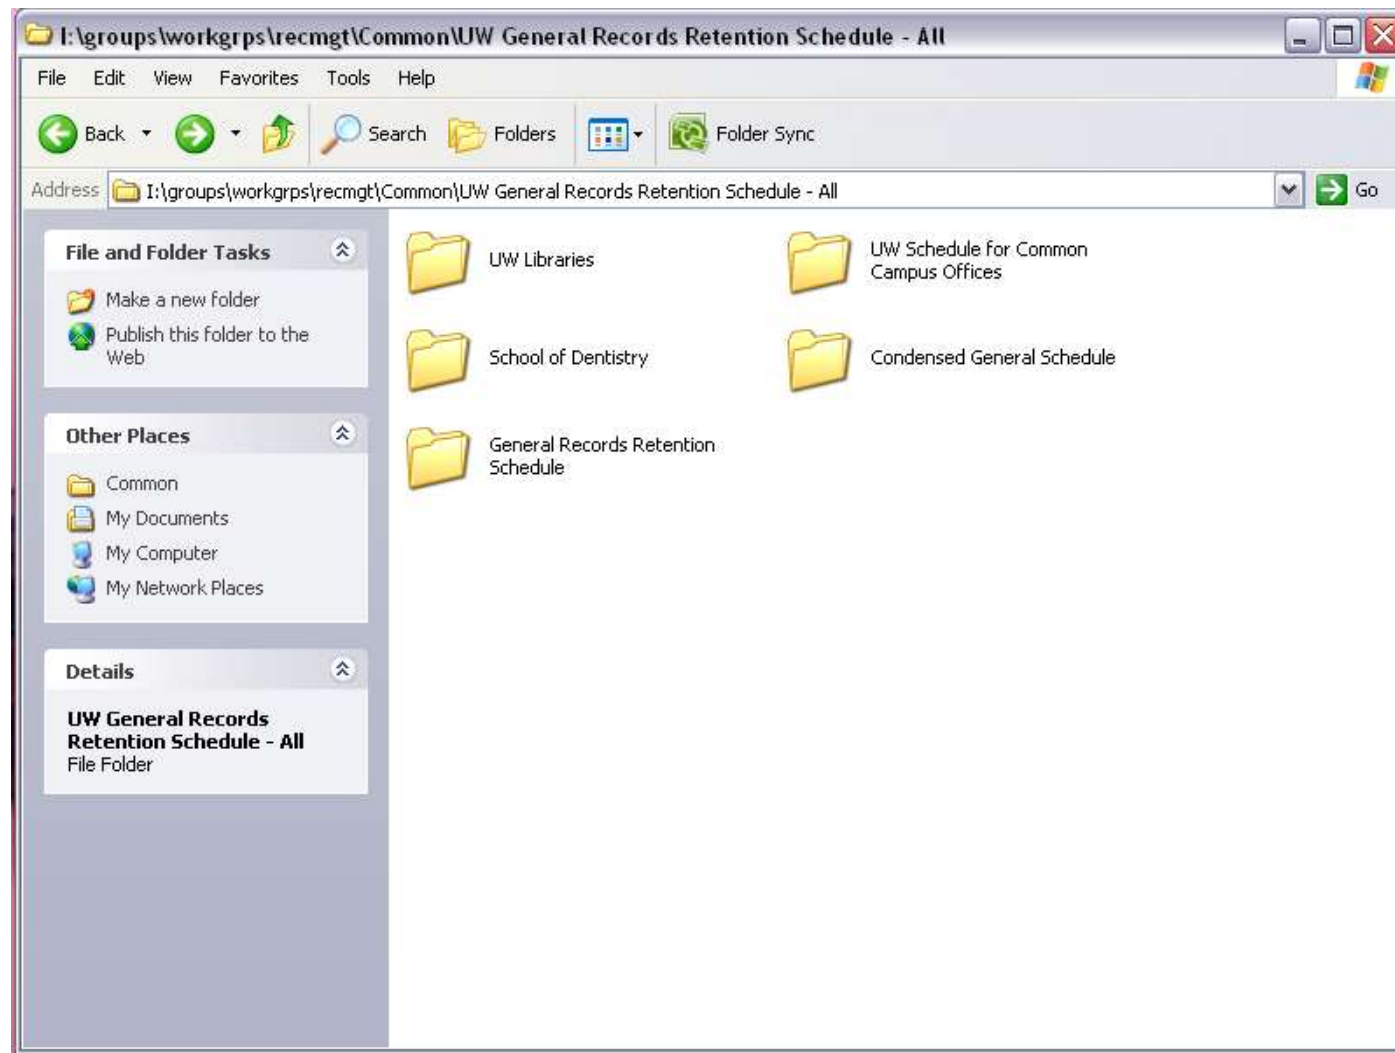 I:\groups\workgrps\recmgt\Common\UW General Records Retention Schedule - All
File Edit View Favorites Tools Help
Back Search Folders Folder Sync
Address I:\groups\workgrps\recmgt\Common\UW General Records Retention Schedule - All Go
File and Folder Tasks
Make a new folder
Publish this folder to the
Web
Other Places
Common
My Documents
My Computer
My Network Places
Details
UW General Records
Retention Schedule - All
File Folder
UW Libraries
UW Schedule for Common
Campus Offices
School of Dentistry
Condensed General Schedule
General Records Retention
Schedule